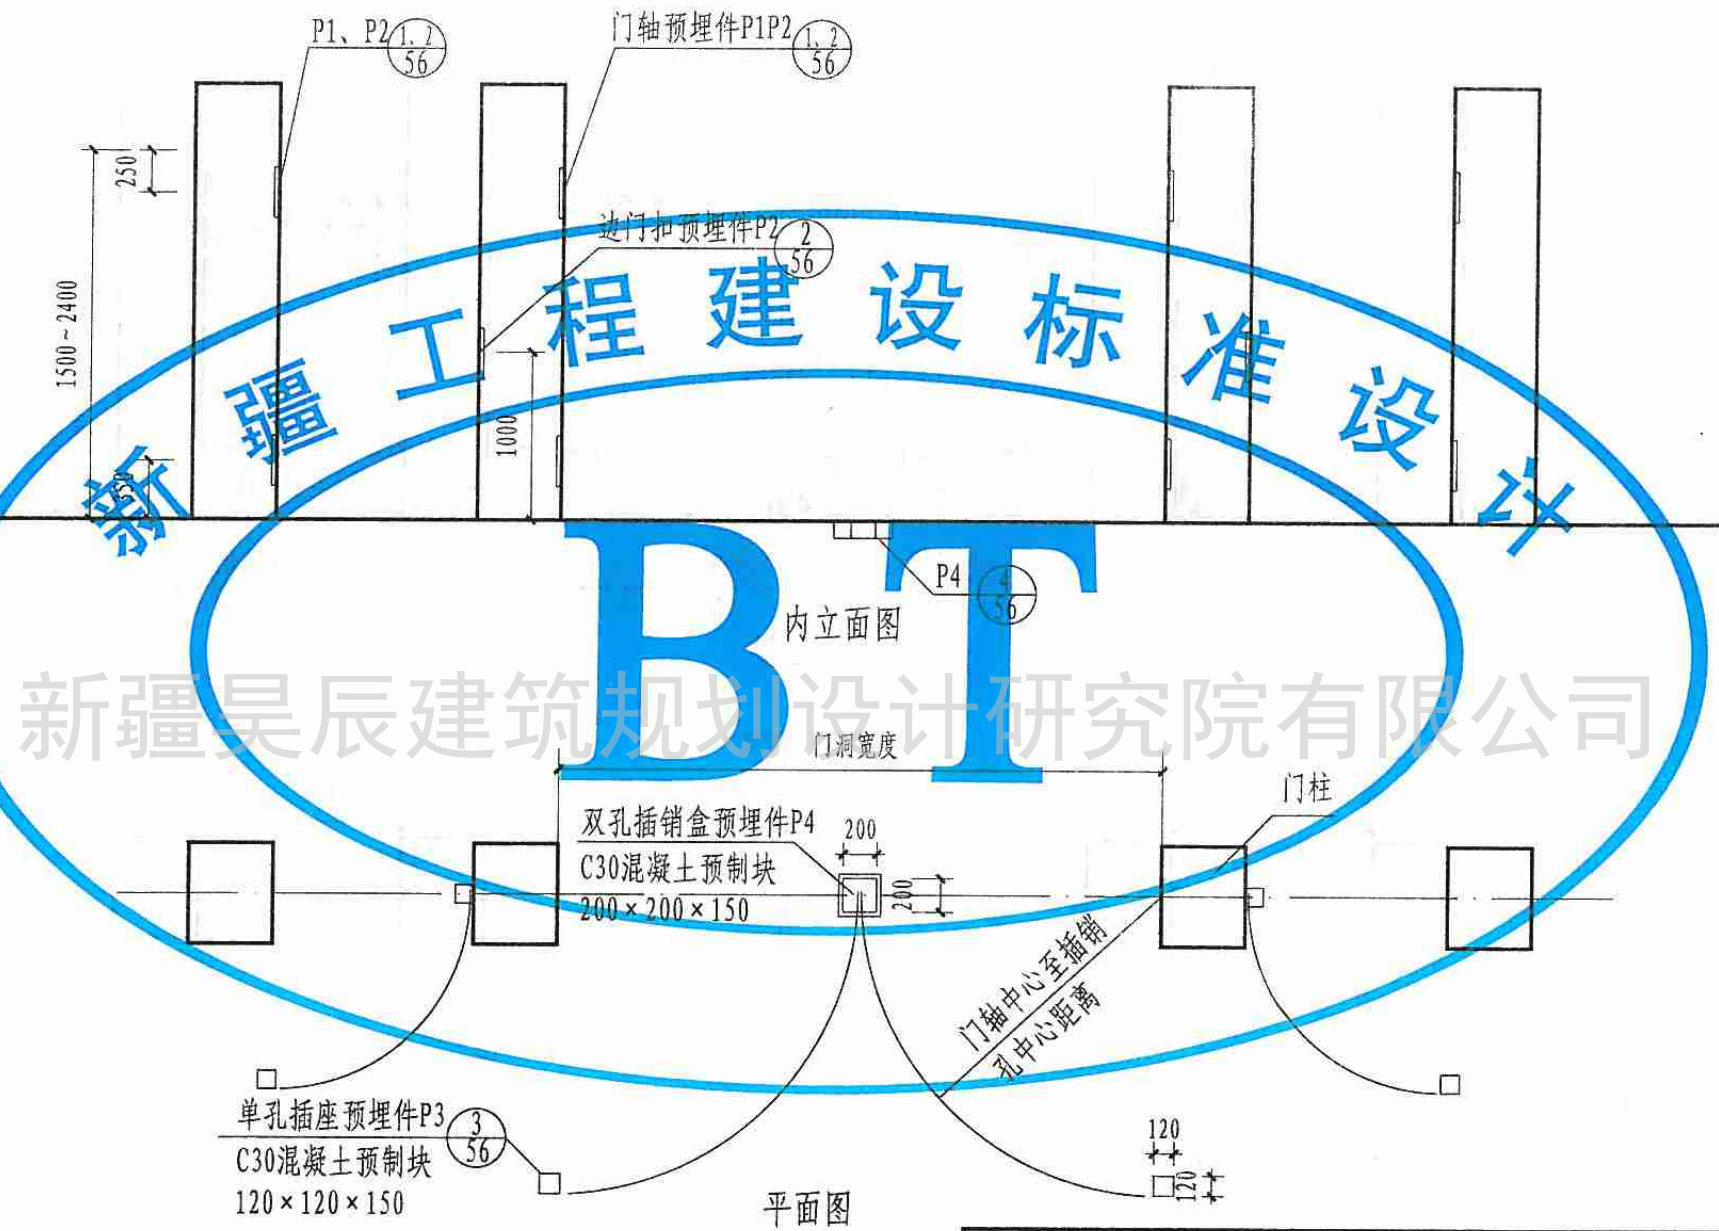 P1、P2 1、2
56
门轴预埋件P1P2 1、2
56
250
边门扣预埋件P2 2
56
1500～2400
新疆工程建设标准设计
1000
350
BT
P4 4
56
内立面图
新疆昊辰建筑规划设计研究院有限公司
门洞宽度
门柱
双孔插销盒预埋件P4
200
C30混凝土预制块
200×200×150
200
门轴中心至插销
孔中心距离
单孔插座预埋件P3 3
56
C30混凝土预制块
120×120×150
120
120
平面图